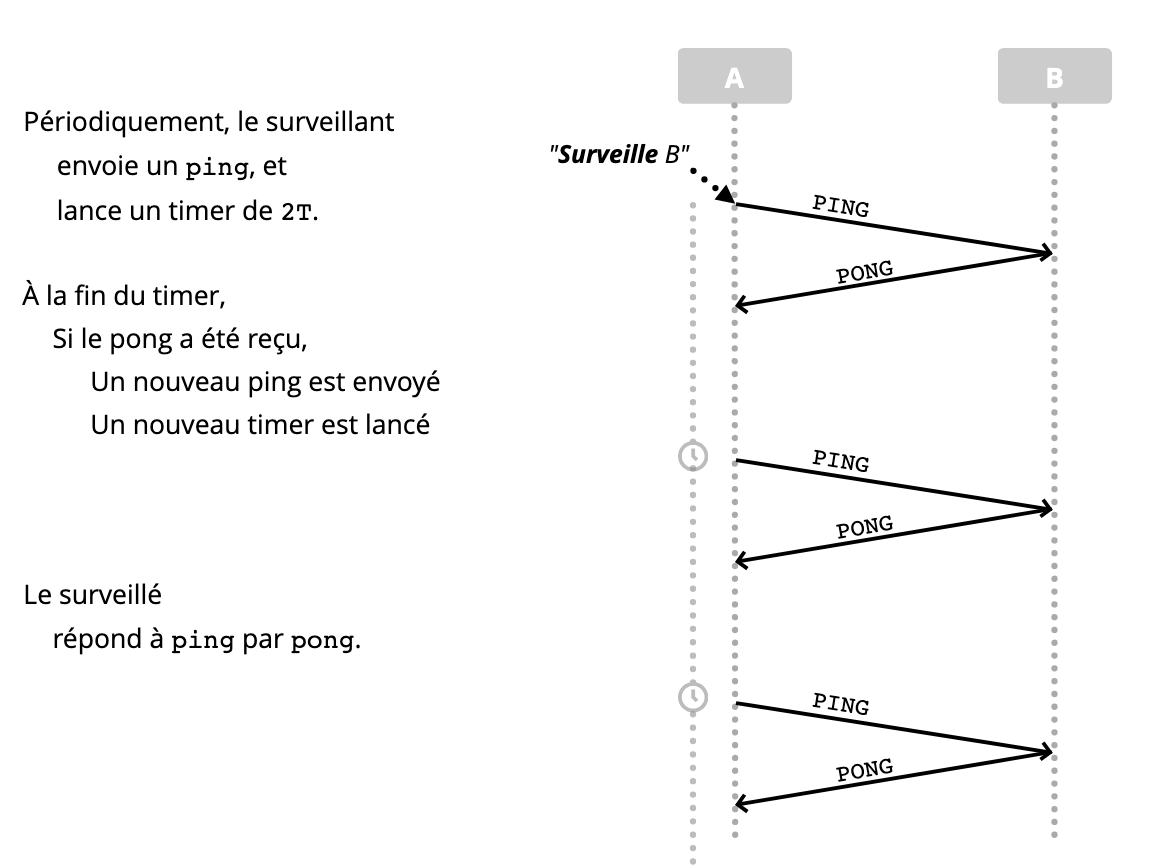 Périodiquement, le surveillant
envoie un ping, et
lance un timer de 2T.
À la fin du timer,
Si le pong a été reçu,
Un nouveau ping est envoyé
Un nouveau timer est lancé
Le surveillé
répond à ping par pong.
A
B
"Surveille B"
PING
PONG
PING
PONG
PING
PONG